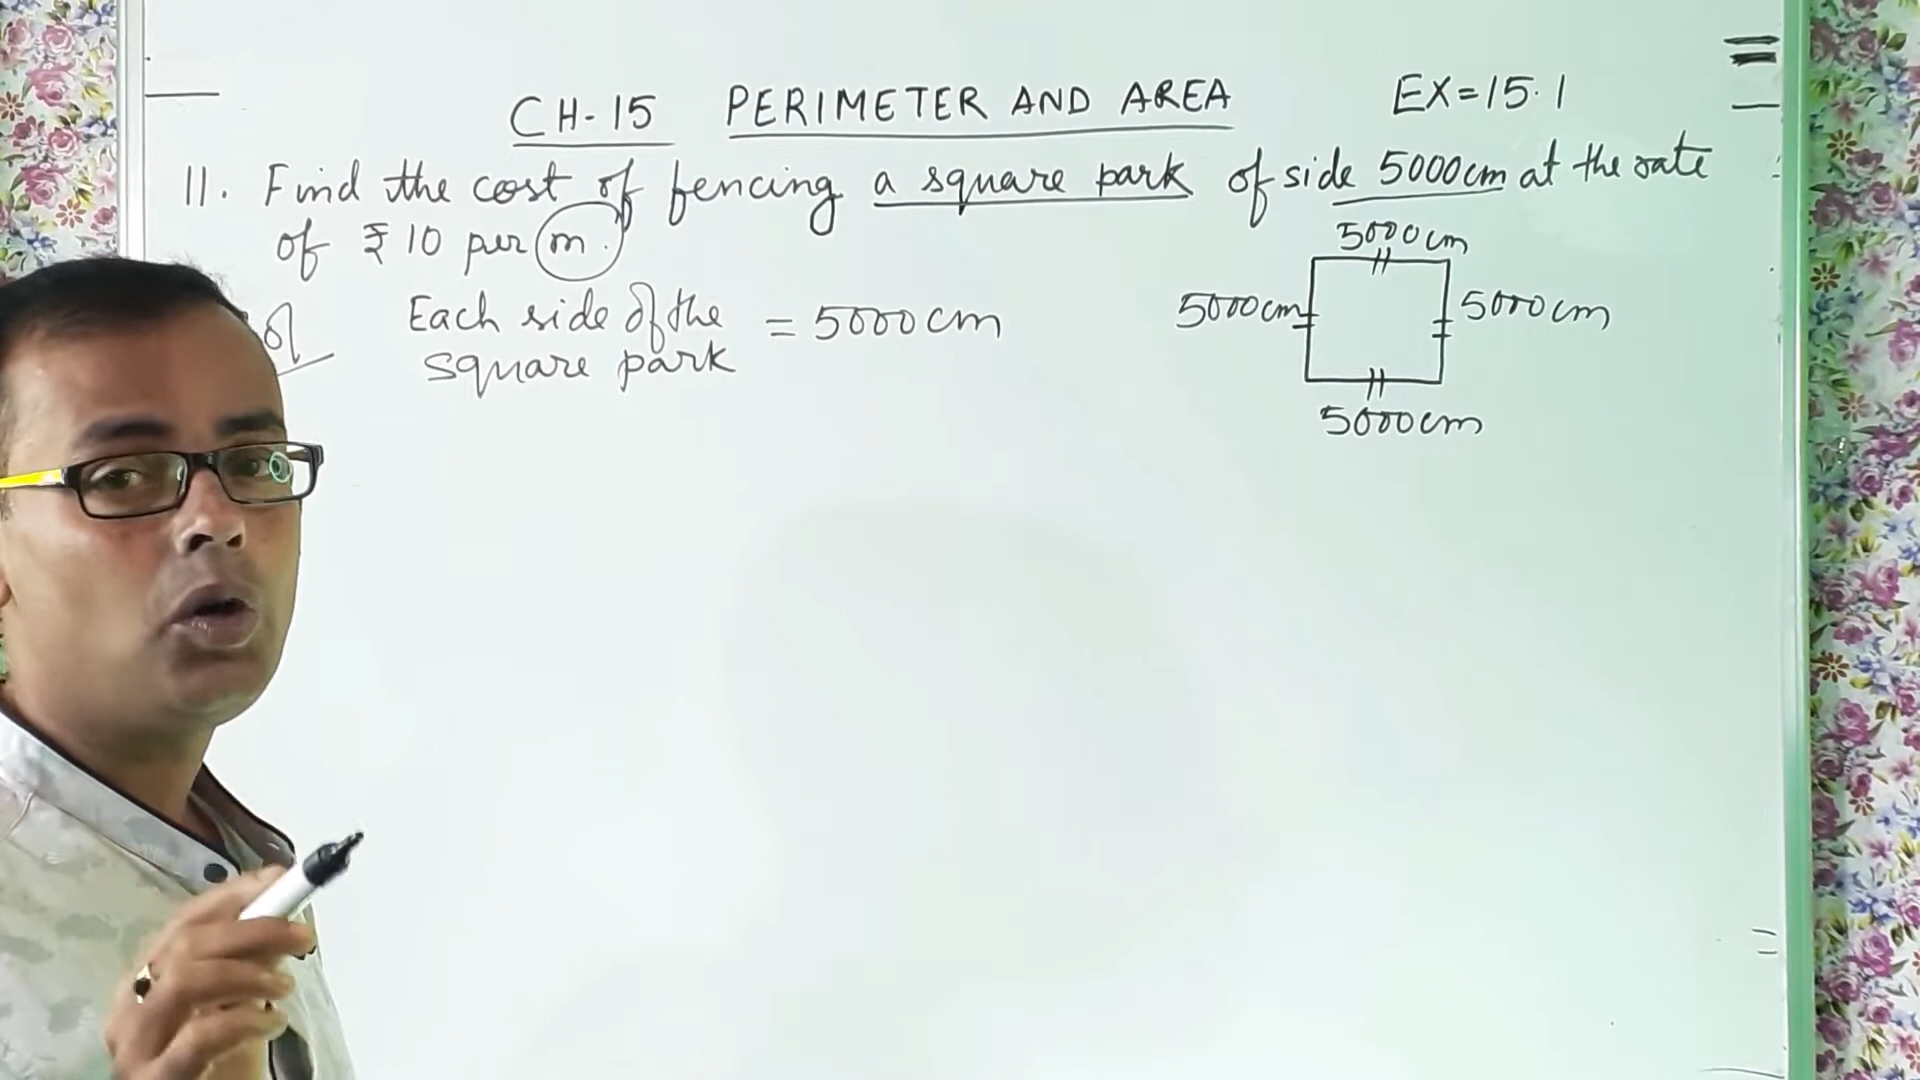 CH-15 PERIMETER AND AREA EX=15.1
11. Find the cost of fencing a square park of side 5000cm at the rate
of ₹10 per m.
5000cm
Each side of the = 5000cm
square park
5000cm
5000cm
5000cm